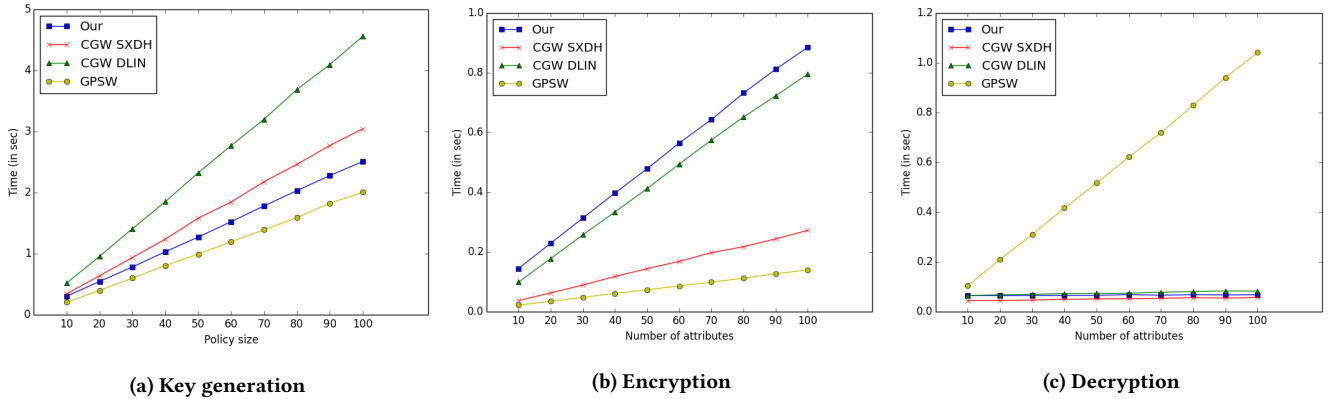 5
4
3
2
1
0
Time (in sec)
Our
CGW SXDH
CGW DLIN
GPSW
10 20 30 40 50 60 70 80 90 100
Policy size
(a) Key generation
1.0
0.8
0.6
0.4
0.2
0.0
Time (in sec)
Our
CGW SXDH
CGW DLIN
GPSW
10 20 30 40 50 60 70 80 90 100
Number of attributes
(b) Encryption
1.2
1.0
0.8
0.6
0.4
0.2
0.0
Time (in sec)
Our
CGW SXDH
CGW DLIN
GPSW
10 20 30 40 50 60 70 80 90 100
Number of attributes
(c) Decryption